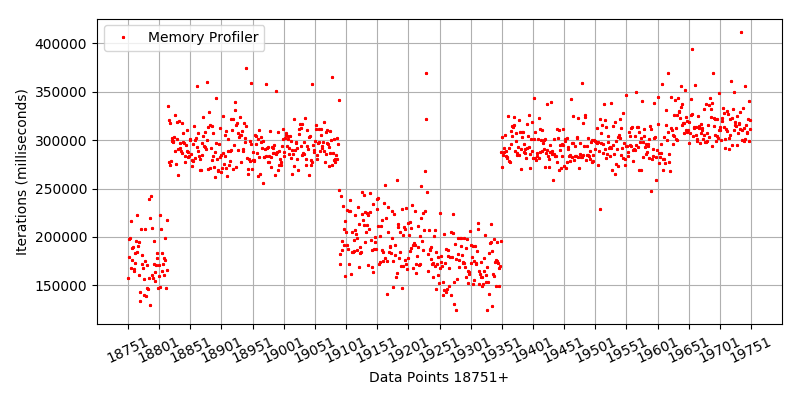 Memory Profiler
400000
350000
300000
250000
200000
150000
Iterations (milliseconds)
18751 18801 18851 18901 18951 19001 19051 19101 19151 19201 19251 19301 19351 19401 19451 19501 19551 19601 19651 19701 19751
Data Points 18751+